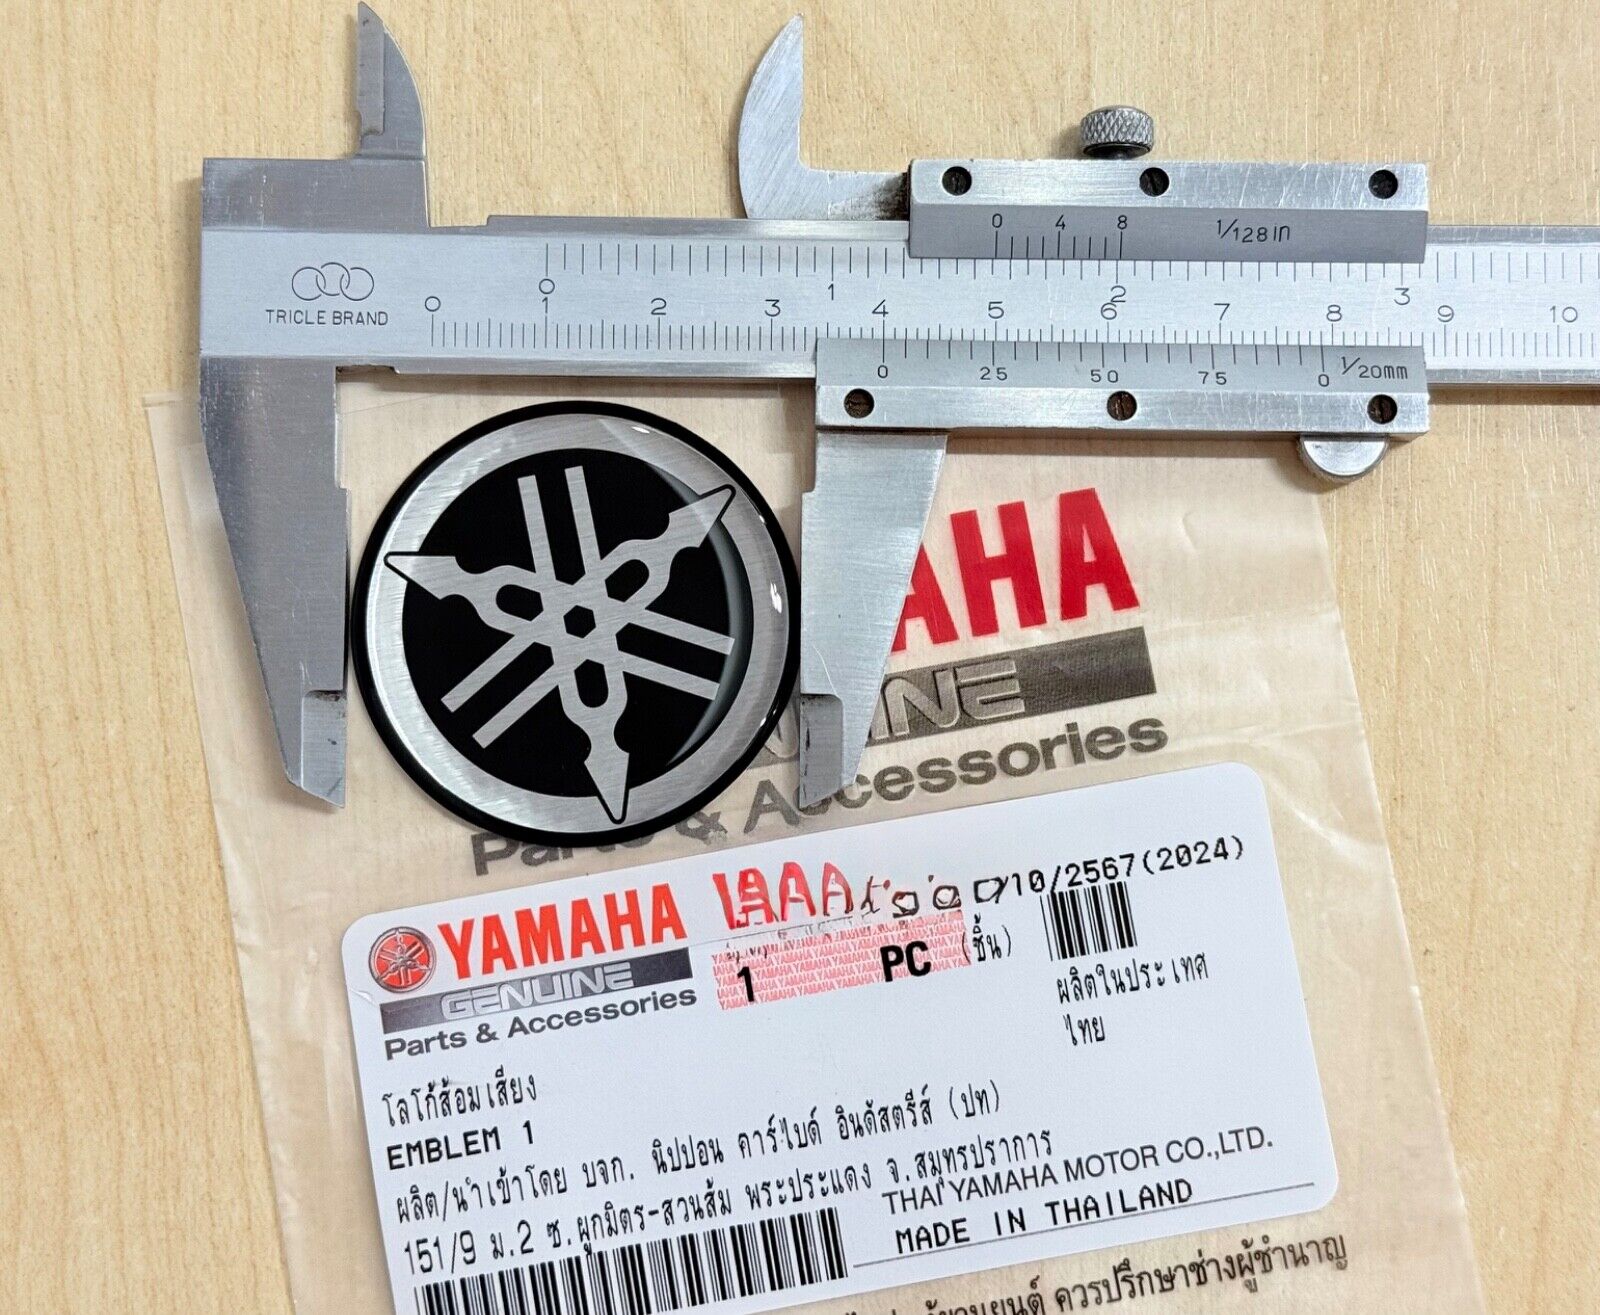 0 4 8 1/128in
TRICLE BRAND
0 1 2 3
0 1 2 3 4 5 6 7 8 9 10
0 25 50 75 0 1/20mm
AHA
INE
Parts & Accessories
YAMAHA
GENUINE
Parts & Accessories
/10/2567(2024)
1 PC (ชิ้น)
ผลิตในประเทศ
ไทย
โลโก้ส้อมเสียง
EMBLEM 1
ผลิต/นำเข้าโดย บจก. นิปปอน คาร์ไบด์ อินดัสตรีส์ (ปท)
151/9 ม.2 ซ.ผูกมิตร-สวนส้ม พระประแดง จ.สมุทรปราการ
THAI YAMAHA MOTOR CO.,LTD.
MADE IN THAILAND
ควรปรึกษาช่างผู้ชำนาญ